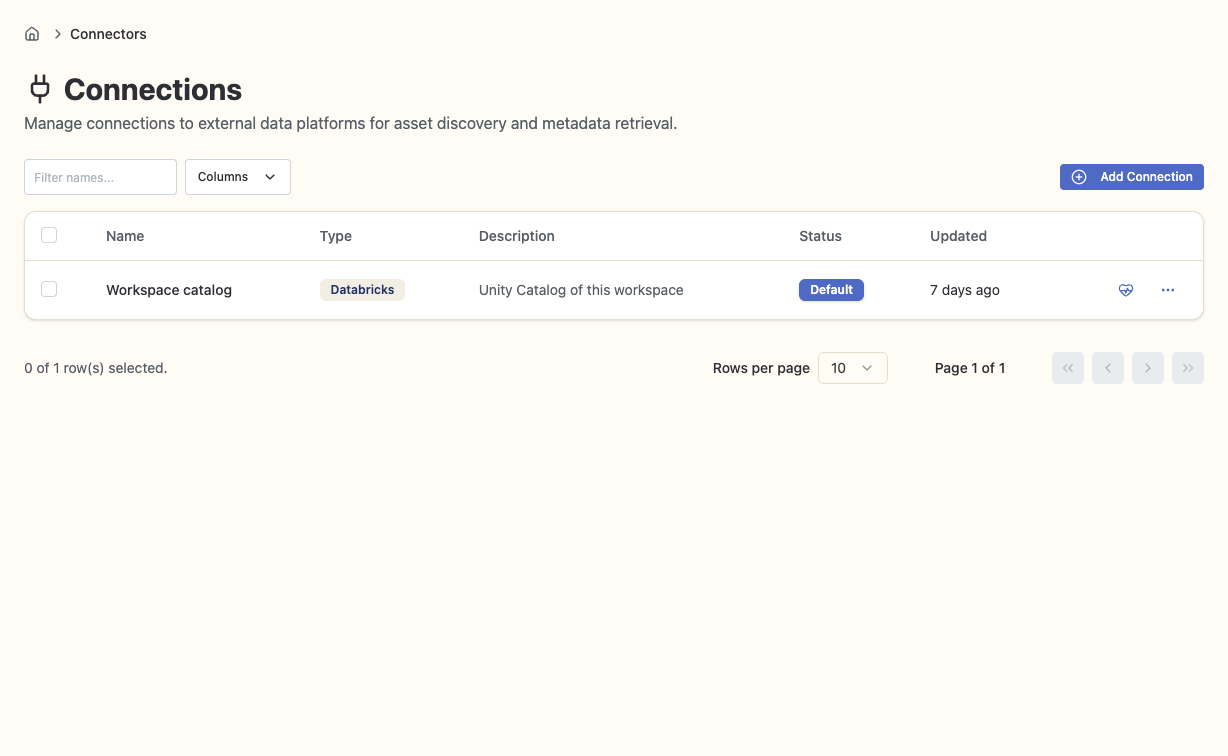 Connectors
Connections
Manage connections to external data platforms for asset discovery and metadata retrieval.
Filter names...
Columns
Add Connection
Name Type Description Status Updated
Workspace catalog Databricks Unity Catalog of this workspace Default 7 days ago
0 of 1 row(s) selected. Rows per page 10 Page 1 of 1